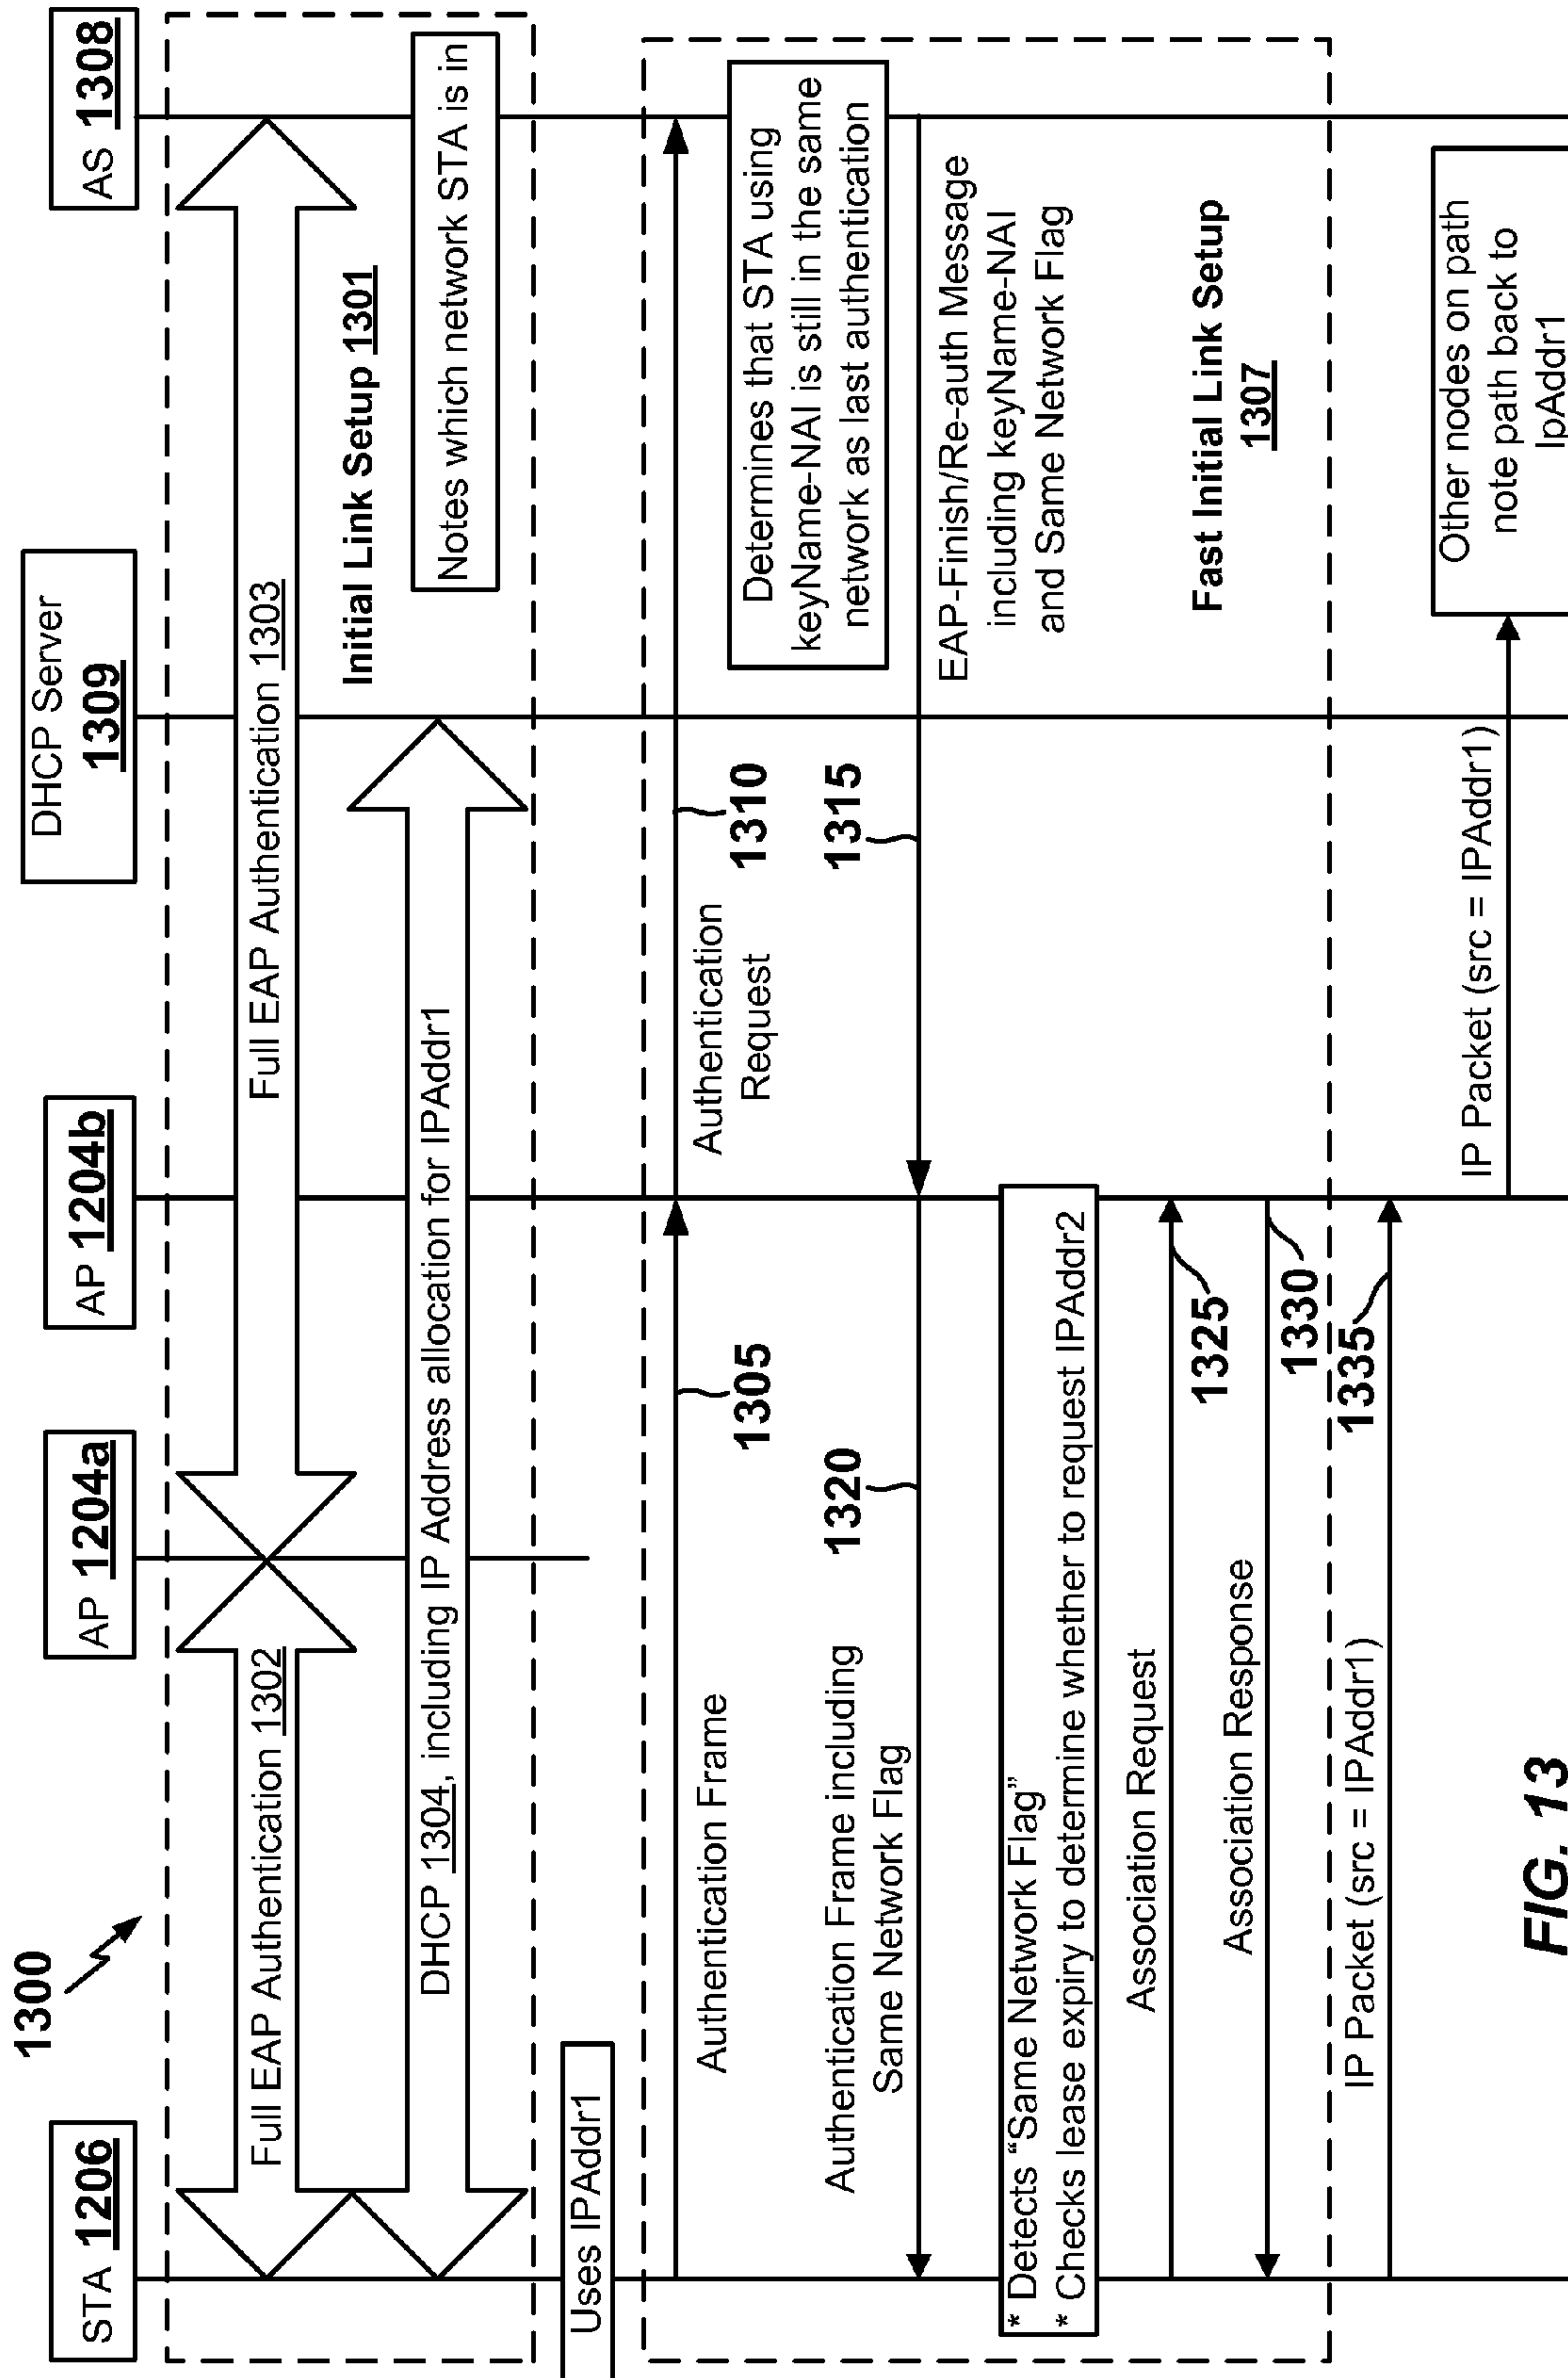 1300
STA 1206
AP 1204a
AP 1204b
DHCP Server
1309
AS 1308
Full EAP Authentication 1302
Full EAP Authentication 1303
Initial Link Setup 1301
DHCP 1304, including IP Address allocation for IPAddr1
Notes which network STA is in
Uses IPAddr1
Authentication Frame
1305
Authentication
Request
1310
Determines that STA using
keyName-NAI is still in the same
network as last authentication
1315
EAP-Finish/Re-auth Message
including keyName-NAI
and Same Network Flag
Authentication Frame including
Same Network Flag
1320
* Detects “Same Network Flag”
* Checks lease expiry to determine whether to request IPAddr2
Association Request
1325
Association Response
1330
Fast Initial Link Setup
1307
IP Packet (src = IPAddr1)
1335
IP Packet (src = IPAddr1)
Other nodes on path
note path back to
IpAddr1
FIG. 13